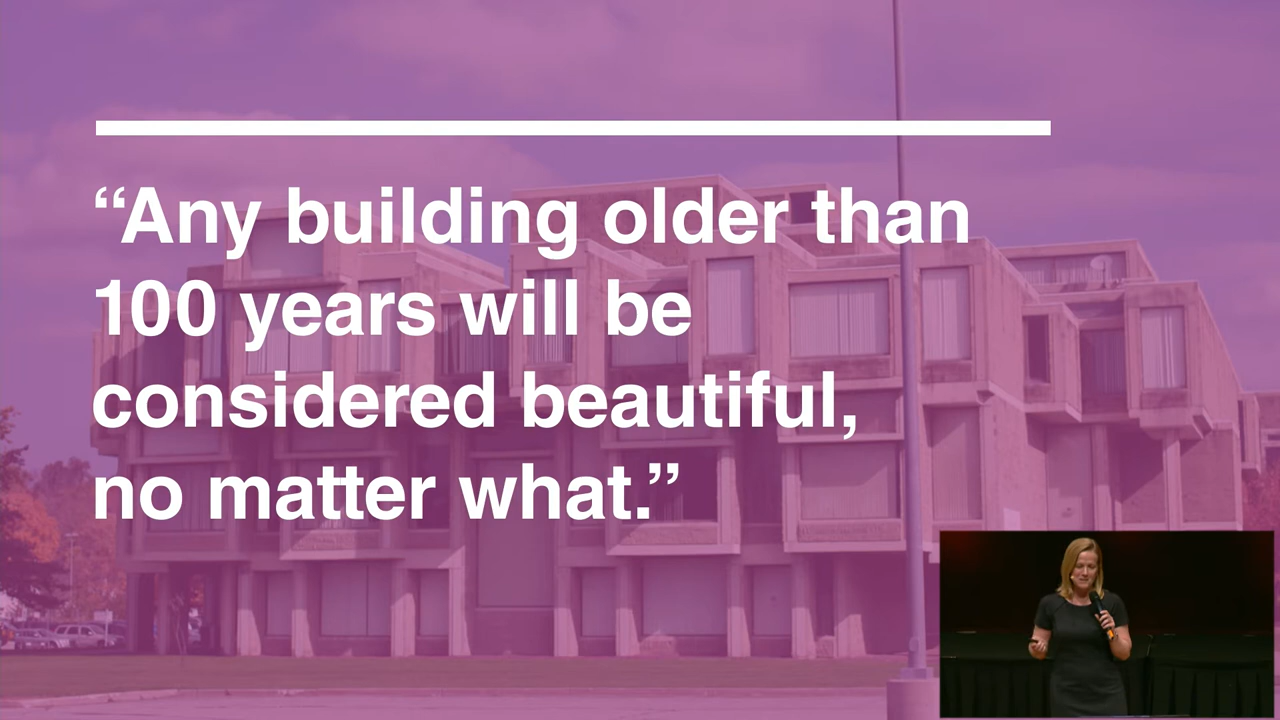 “Any building older than
100 years will be
considered beautiful,
no matter what.”